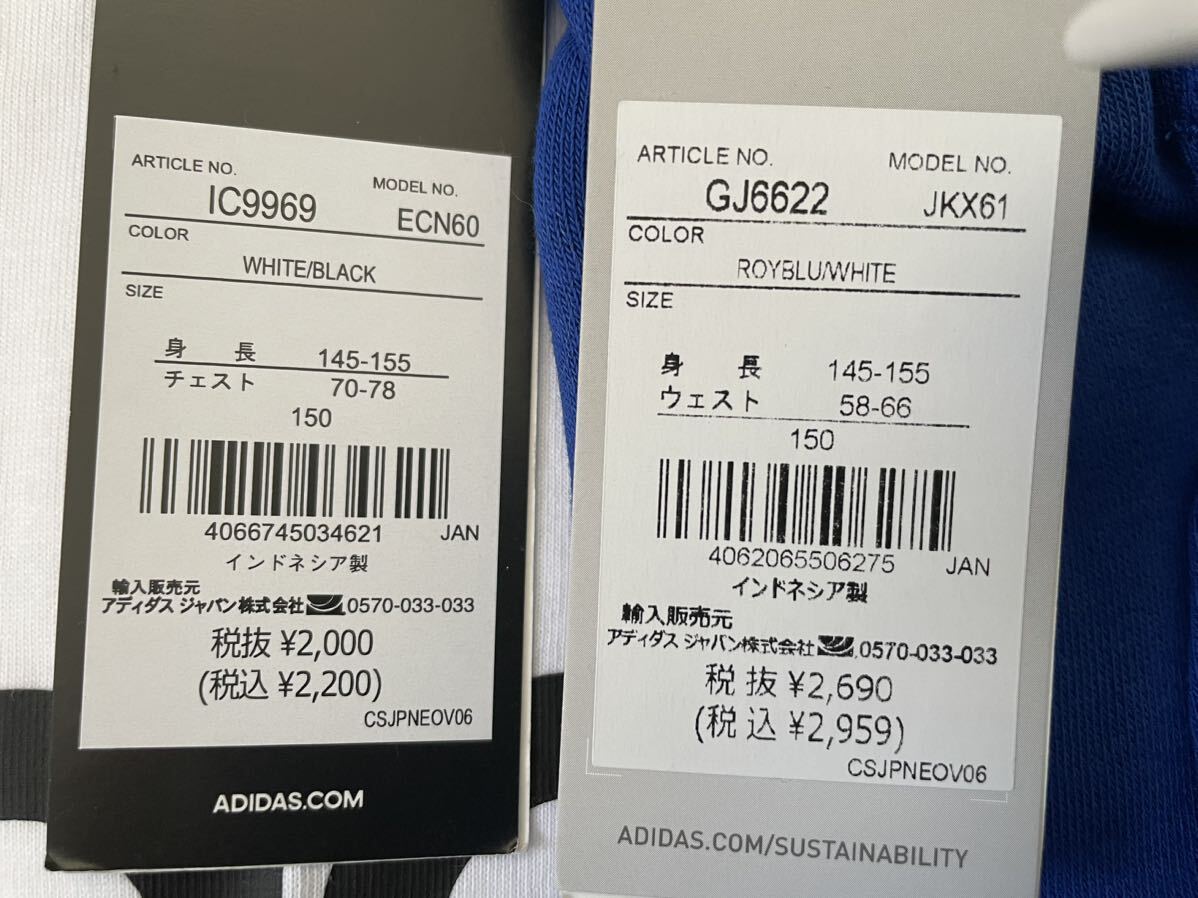 ARTICLE NO. MODEL NO.
IC9969 ECN60
COLOR
WHITE/BLACK
SIZE
身 長 145-155
チェスト 70-78
150
4066745034621 JAN
インドネシア製
輸入販売元
アディダス ジャパン株式会社 0570-033-033
税抜 ¥2,000
(税込 ¥2,200)
CSJPNEOV06
ADIDAS.COM
ARTICLE NO. MODEL NO.
GJ6622 JKX61
COLOR
ROYBLU/WHITE
SIZE
身 長 145-155
ウェスト 58-66
150
4062065506275 JAN
インドネシア製
輸入販売元
アディダス ジャパン株式会社 0570-033-033
税 抜 ¥2,690
(税 込 ¥2,959)
CSJPNEOV06
ADIDAS.COM/SUSTAINABILITY